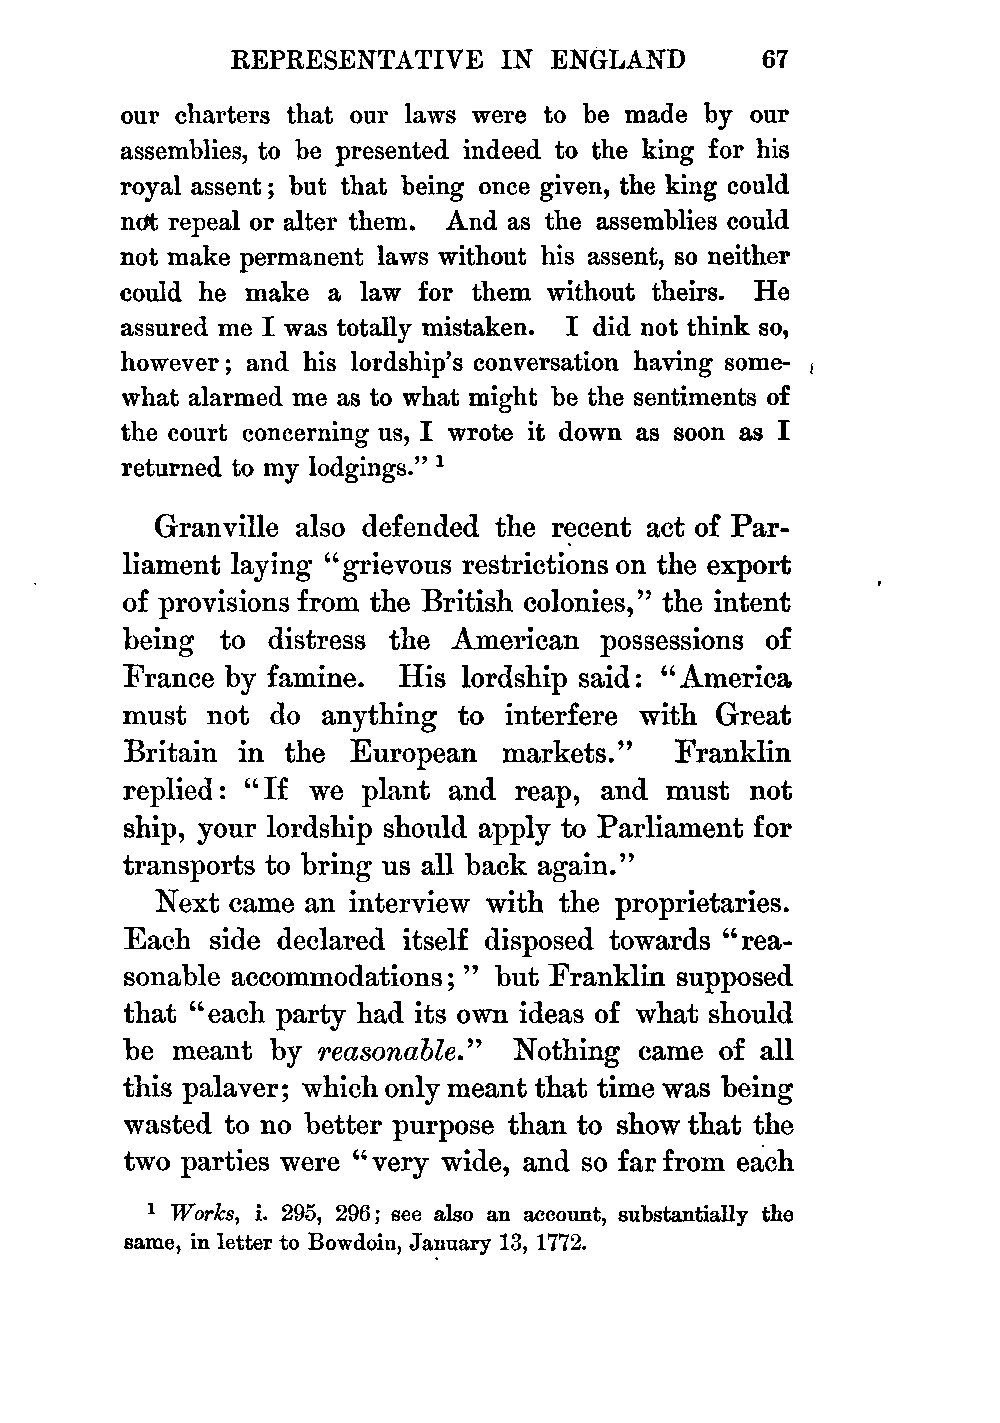 REPRESENTATIVE IN ENGLAND 67
our charters that our laws were to be made by our
assemblies, to be presented indeed to the king for his
royal assent; but that being once given, the king could
not repeal or alter them. And as the assemblies could
not make permanent laws without his assent, so neither
could he make a law for them without theirs. He
assured me I was totally mistaken. I did not think so,
however; and his lordship's conversation having some-
what alarmed me as to what might be the sentiments of
the court concerning us, I wrote it down as soon as I
returned to my lodgings." 1
Granville also defended the recent act of Par-
liament laying "grievous restrictions on the export
of provisions from the British colonies," the intent
being to distress the American possessions of
France by famine. His lordship said: "America
must not do anything to interfere with Great
Britain in the European markets." Franklin
replied: "If we plant and reap, and must not
ship, your lordship should apply to Parliament for
transports to bring us all back again."
Next came an interview with the proprietaries.
Each side declared itself disposed towards "rea-
sonable accommodations;" but Franklin supposed
that "each party had its own ideas of what should
be meant by reasonable." Nothing came of all
this palaver; which only meant that time was being
wasted to no better purpose than to show that the
two parties were "very wide, and so far from each
1 Works, i. 295, 296; see also an account, substantially the
same, in letter to Bowdoin, January 13, 1772.